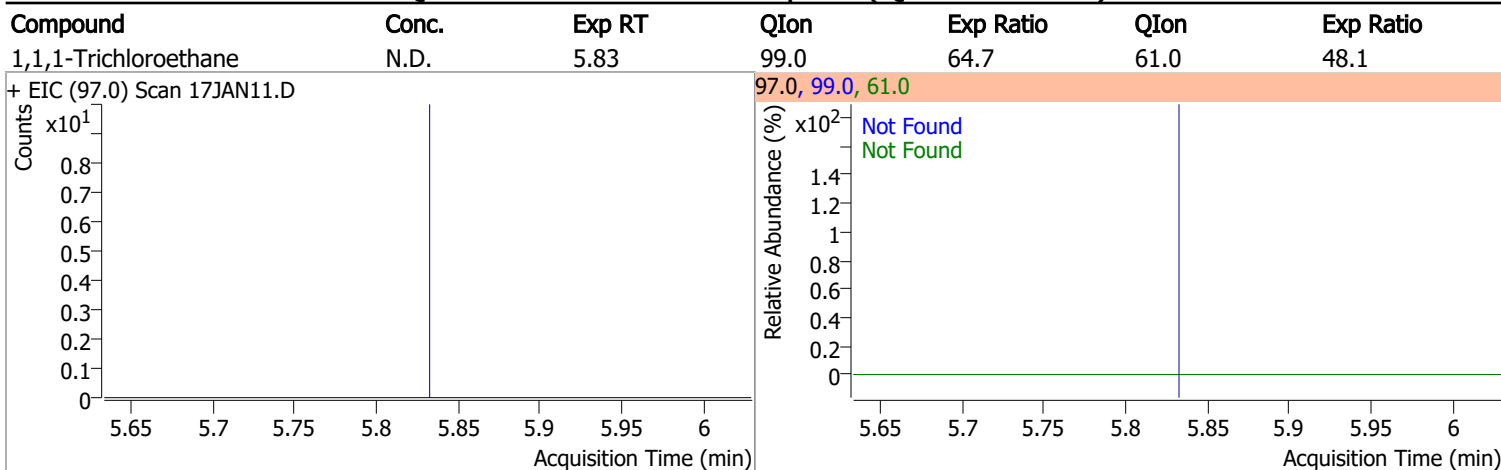 Compound Conc. Exp RT QIon Exp Ratio QIon Exp Ratio
1,1,1-Trichloroethane N.D. 5.83 99.0 64.7 61.0 48.1
+ EIC (97.0) Scan 17JAN11.D
Counts
x10¹
0.8
0.7
0.6
0.5
0.4
0.3
0.2
0.1
0
5.65 5.7 5.75 5.8 5.85 5.9 5.95 6
Acquisition Time (min)
97.0, 99.0, 61.0
Relative Abundance (%)
x10²
Not Found
Not Found
1.4
1.2
1
0.8
0.6
0.4
0.2
0
5.65 5.7 5.75 5.8 5.85 5.9 5.95 6
Acquisition Time (min)